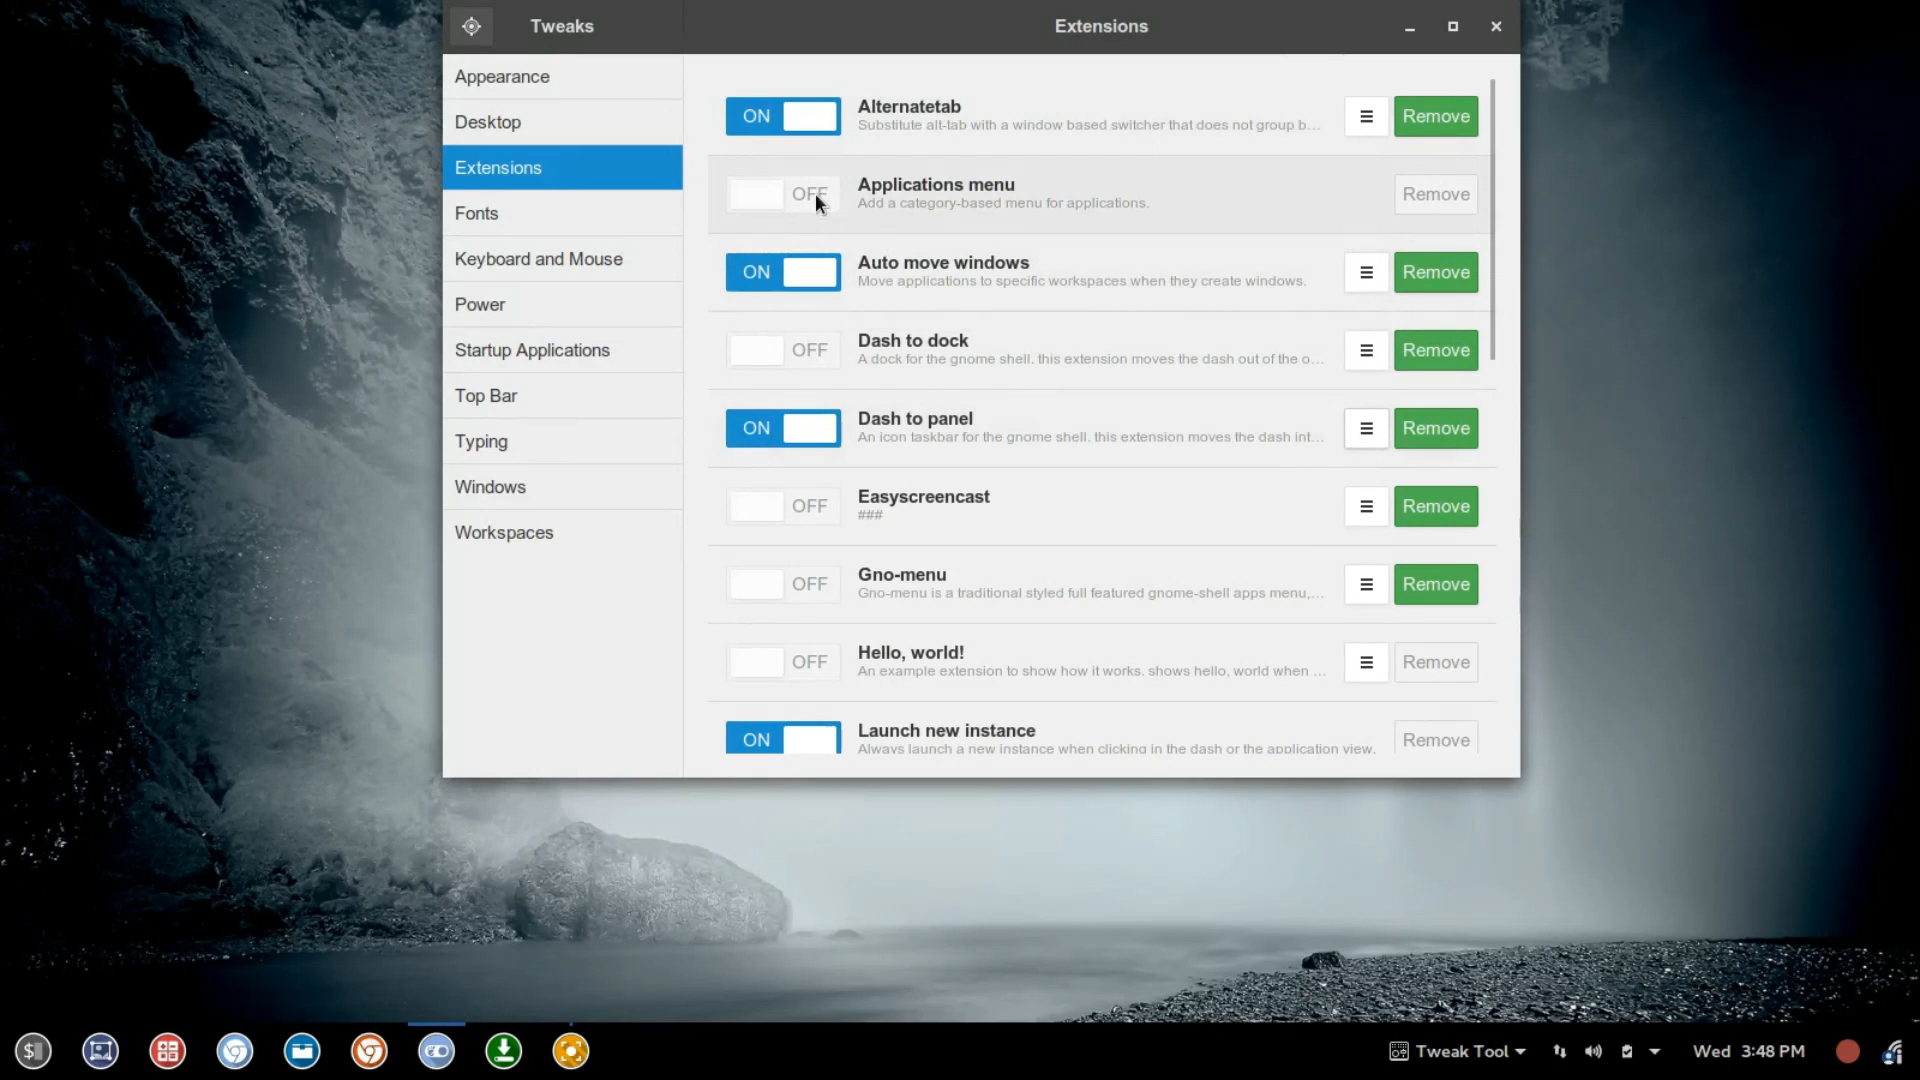 Tweaks
Extensions
Appearance
Desktop
Extensions
Fonts
Keyboard and Mouse
Power
Startup Applications
Top Bar
Typing
Windows
Workspaces
ON
Alternatetab
Substitute alt-tab with a window based switcher that does not group b…
Remove
OFF
Applications menu
Add a category-based menu for applications.
Remove
ON
Auto move windows
Move applications to specific workspaces when they create windows.
Remove
OFF
Dash to dock
A dock for the gnome shell. this extension moves the dash out of the o…
Remove
ON
Dash to panel
An icon taskbar for the gnome shell. this extension moves the dash int…
Remove
OFF
Easyscreencast
###
Remove
OFF
Gno-menu
Gno-menu is a traditional styled full featured gnome-shell apps menu,…
Remove
OFF
Hello, world!
An example extension to show how it works. shows hello, world when …
Remove
ON
Launch new instance
Always launch a new instance when clicking in the dash or the application view.
Remove
Tweak Tool
Wed 3:48 PM